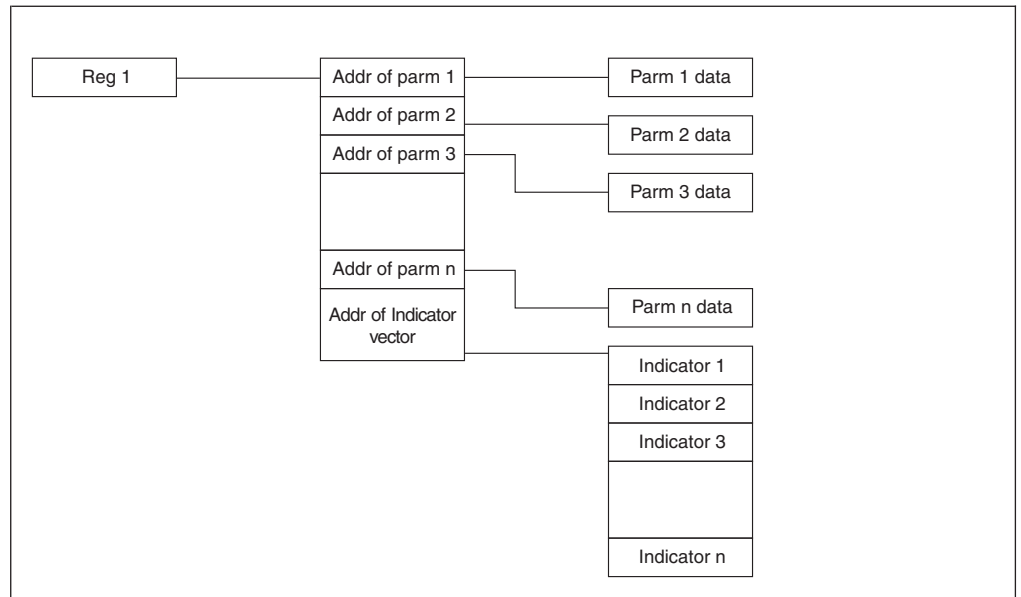 Reg 1
Addr of parm 1
Parm 1 data
Addr of parm 2
Parm 2 data
Addr of parm 3
Parm 3 data
Addr of parm n
Parm n data
Addr of Indicator
vector
Indicator 1
Indicator 2
Indicator 3
Indicator n